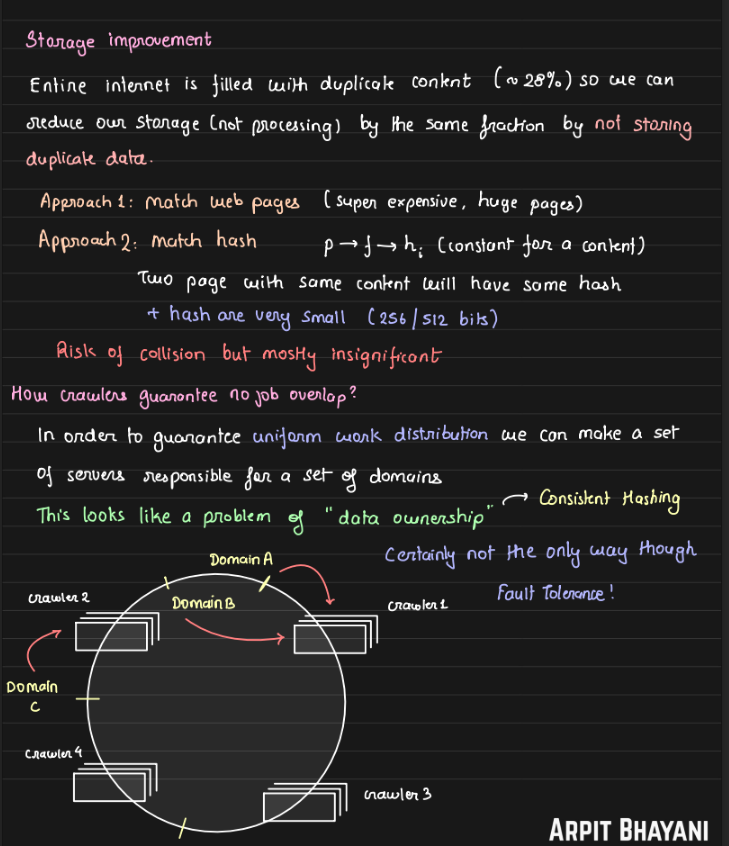 Storage improvement
Entire internet is filled with duplicate content (~28%) so we can
reduce our storage (not processing) by the same fraction by not storing
duplicate data.
Approach 1: match web pages (super expensive, huge pages)
Approach 2: match hash p → f → hi (constant for a content)
Two page with same content will have same hash
+ hash are very small (256/512 bits)
Risk of collision but mostly insignificant
How crawlers guarantee no job overlap?
In order to guarantee uniform work distribution we can make a set
of servers responsible for a set of domains
This looks like a problem of "data ownership" → Consistent Hashing
Certainly not the only way though
Fault Tolerance!
Domain A
Crawler 2
Domain B
Crawler 1
Domain
C
Crawler 4
Crawler 3
ARPIT BHAYANI